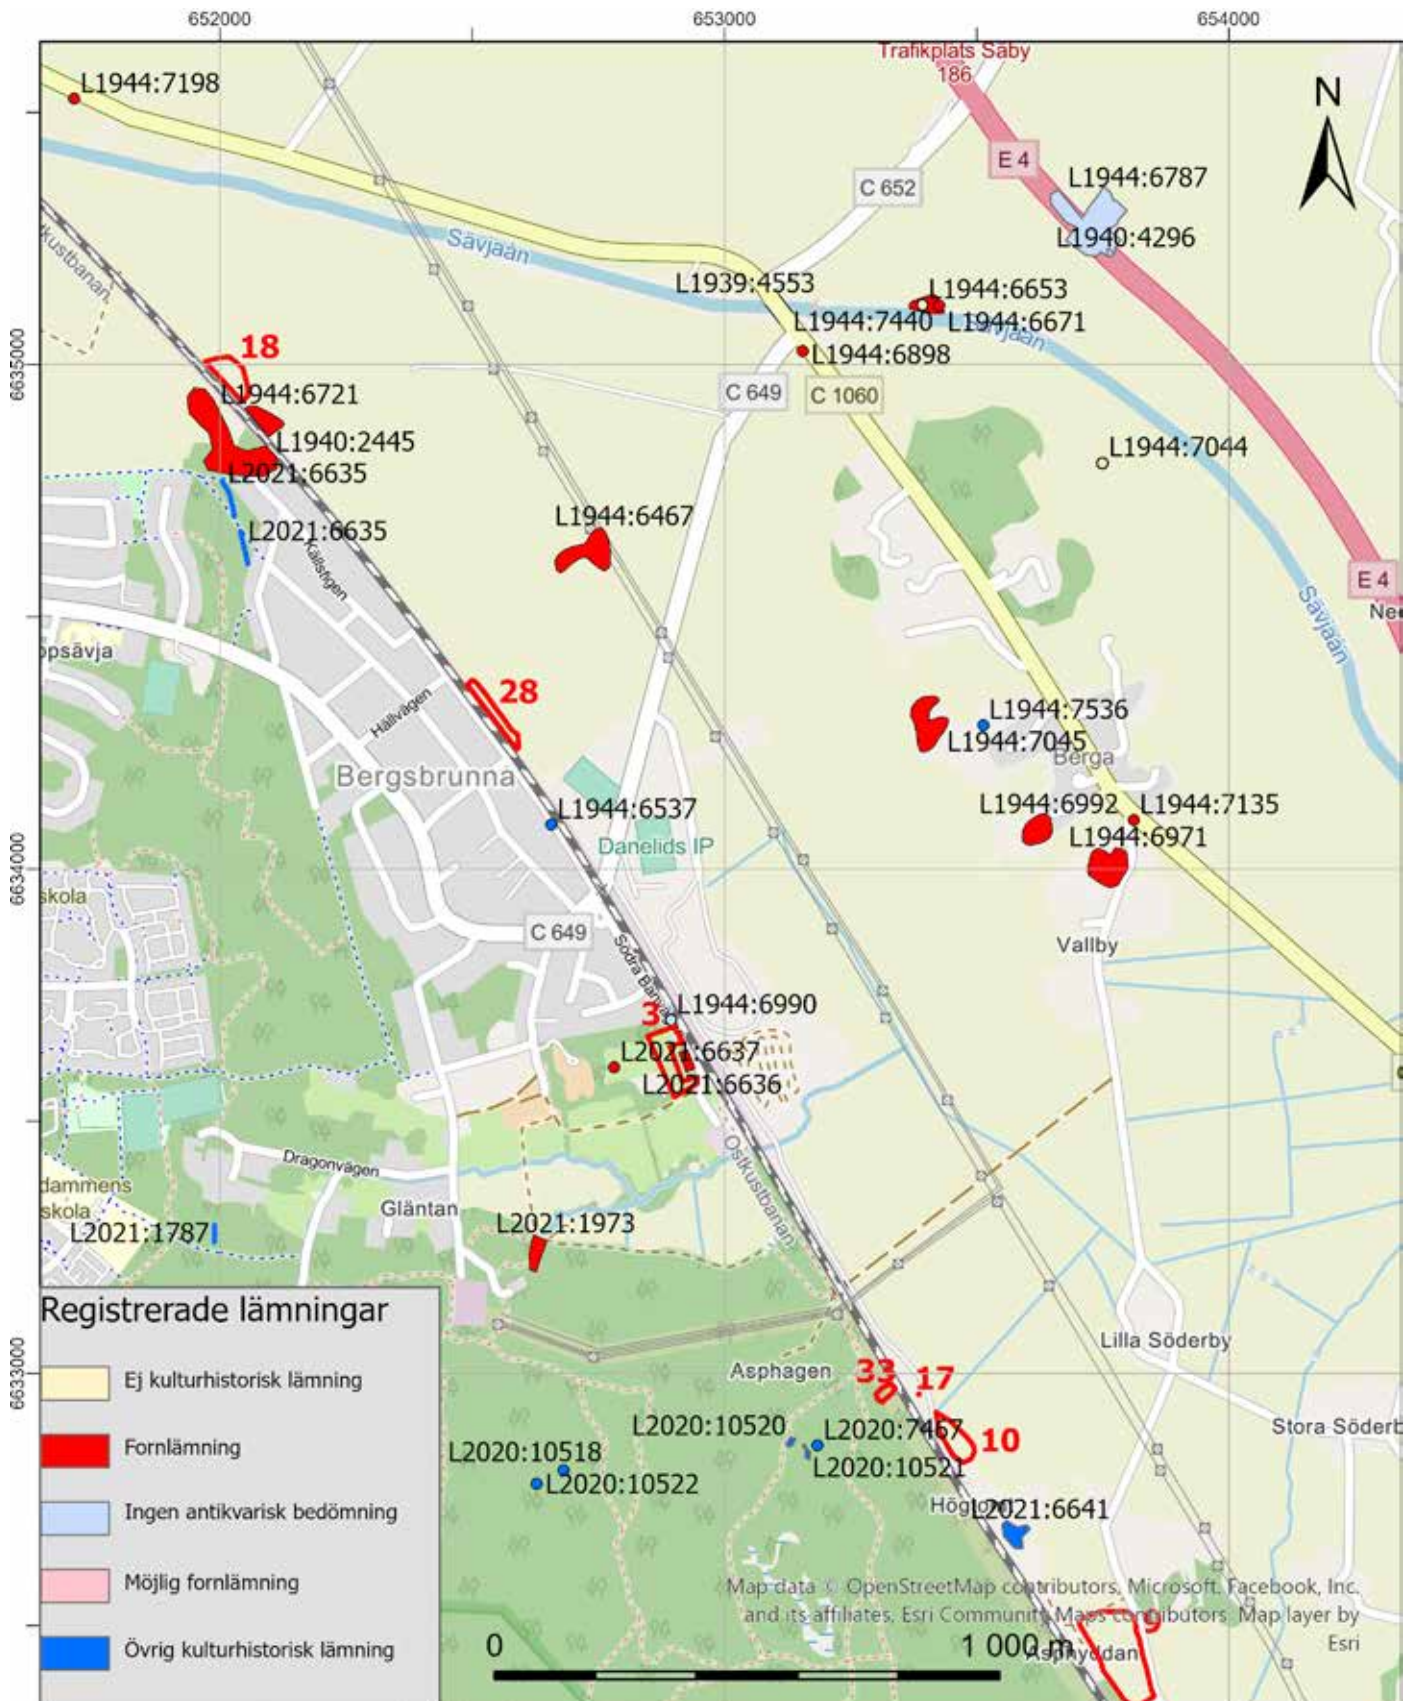 652000
653000
654000
Trafikplats Säby
186
L1944:7198
N
E 4
L1944:6787
C 652
L1940:4296
Sävjaån
L1939:4553
L1944:6653
L1944:7440
L1944:6671
Sävjaån
L1944:6898
6635000
18
L1944:6721
C 649
C 1060
L1940:2445
L1944:7044
L2021:6635
L1944:6467
L2021:6635
Källstigen
E 4
Sävjaån
28
Hällvägen
L1944:7536
L1944:7045
Berga
Bergsbrunna
L1944:6537
L1944:6992
L1944:7135
Danelids IP
L1944:6971
6634000
skola
C 649
Vallby
Södra
L1944:6990
3
L2021:6637
L2021:6636
Ostkustbanan
Dragonvägen
dammens
skola
Gläntan
L2021:1787
L2021:1973
Registrerade lämningar
Lilla Söderby
6633000
Asphagen
33
17
Ej kulturhistorisk lämning
L2020:10520
L2020:7467
10
Stora Söderb
Fornlämning
L2020:10518
L2020:10521
L2020:10522
L2021:6641
Ingen antikvarisk bedömning
Möjlig fornlämning
Map data © OpenStreetMap contributors, Microsoft, Facebook, Inc.
and its affiliates, Esri Community Maps contributors, Map layer by
Esri
9
Övrig kulturhistorisk lämning
0
1 000 m
Asphyddan